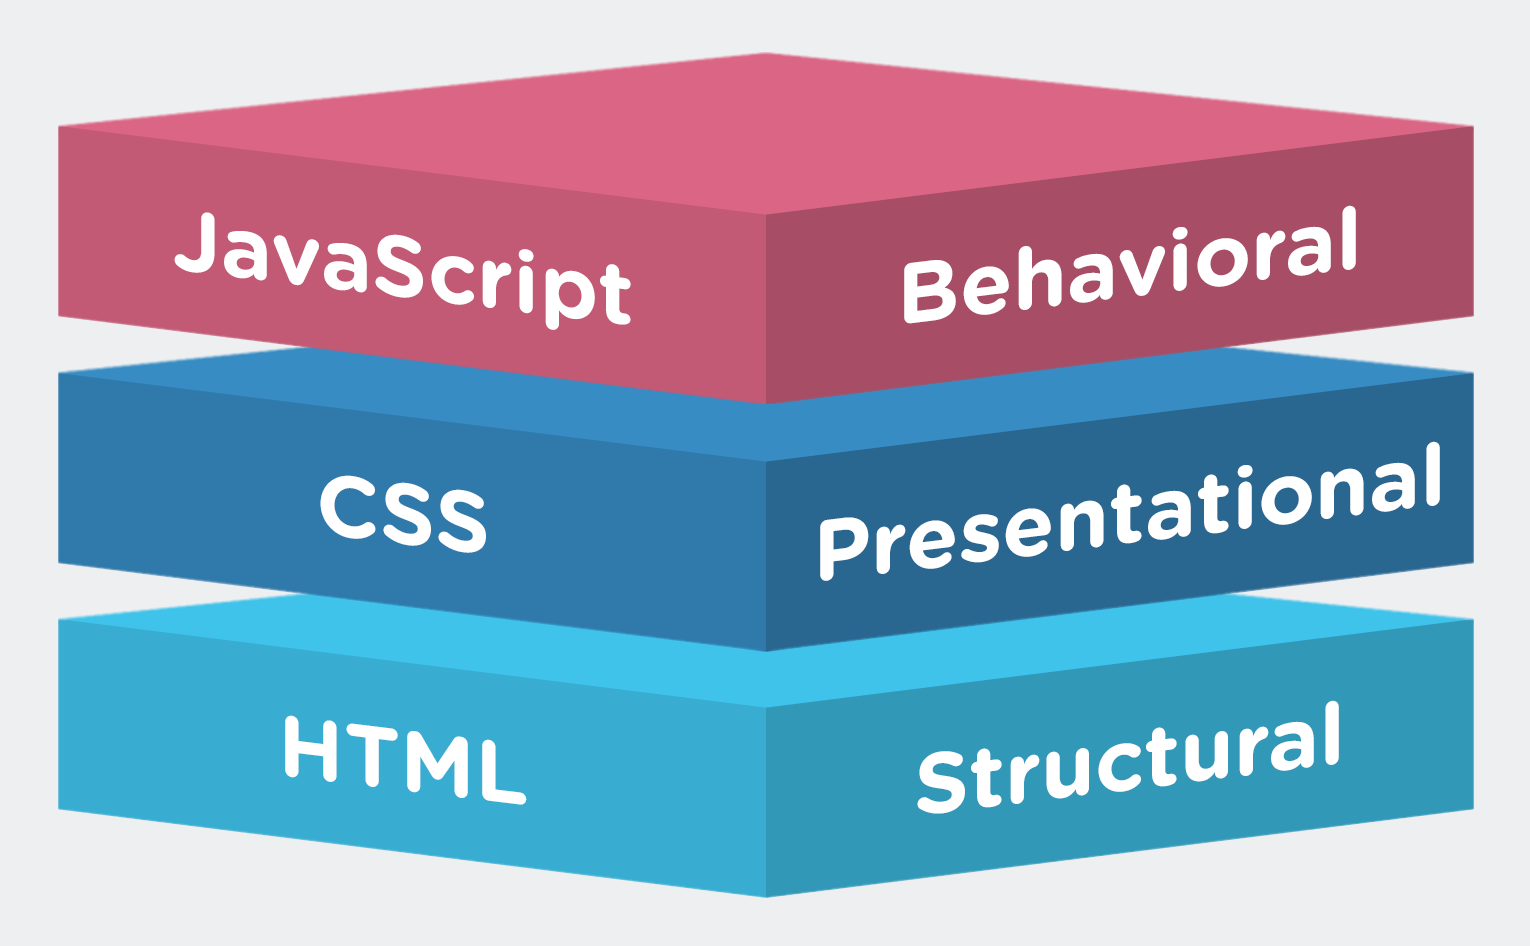 JavaScript
Behavioral
CSS
Presentational
HTML
Structural